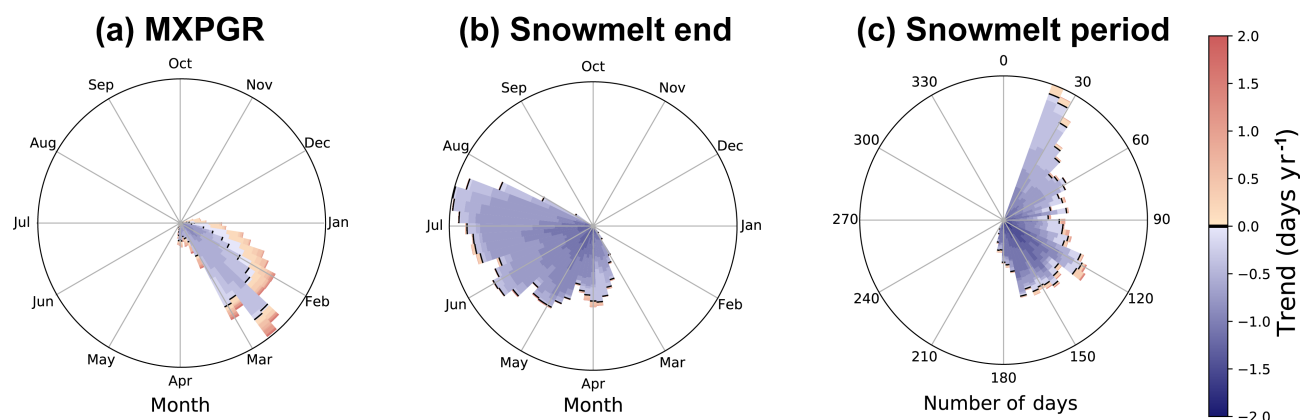 (a) MXPGR
Oct
Nov
Dec
Jan
Feb
Mar
Apr
May
Jun
Jul
Aug
Sep
Month
(b) Snowmelt end
Oct
Nov
Dec
Jan
Feb
Mar
Apr
May
Jun
Jul
Aug
Sep
Month
(c) Snowmelt period
0
30
60
90
120
150
180
210
240
270
300
330
Number of days
2.0
1.5
1.0
0.5
0.0
−0.5
−1.0
−1.5
−2.0
Trend (days yr⁻¹)